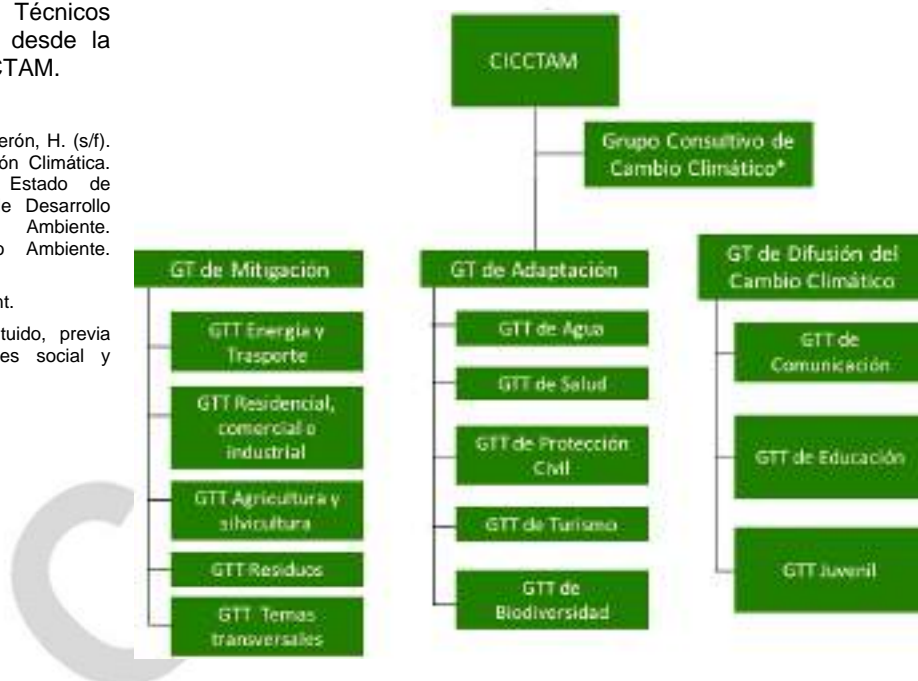 Técnicos
desde la
CTAM.
erón, H. (s/f).
ón Climática.
Estado de
e Desarrollo
Ambiente.
o Ambiente.
nt.
tuido, previa
es social y
CICCTAM
Grupo Consultivo de
Cambio Climático*
GT de Mitigación
GTT Energía y
Trasporte
GTT Residencial,
comercial o
industrial
GTT Agricultura y
silvicultura
GTT Residuos
GTT Temas
transversales
GT de Adaptación
GTT de Agua
GTT de Salud
GTT de Protección
Civil
GTT de Turismo
GTT de
Biodiversidad
GT de Difusión del
Cambio Climático
GTT de
Comunicación
GTT de Educación
GTT Juvenil